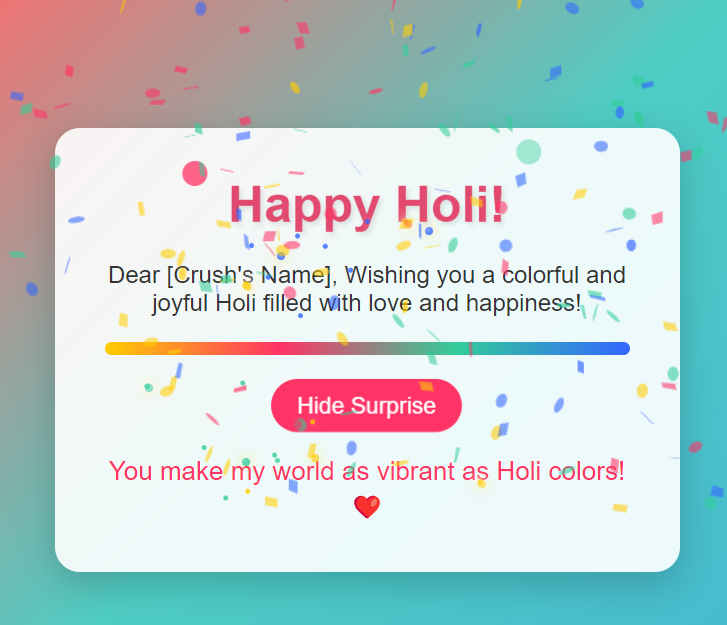 Happy Holi!
Dear [Crush's Name], Wishing you a colorful and
joyful Holi filled with love and happiness!
Hide Surprise
You make my world as vibrant as Holi colors!
❤️